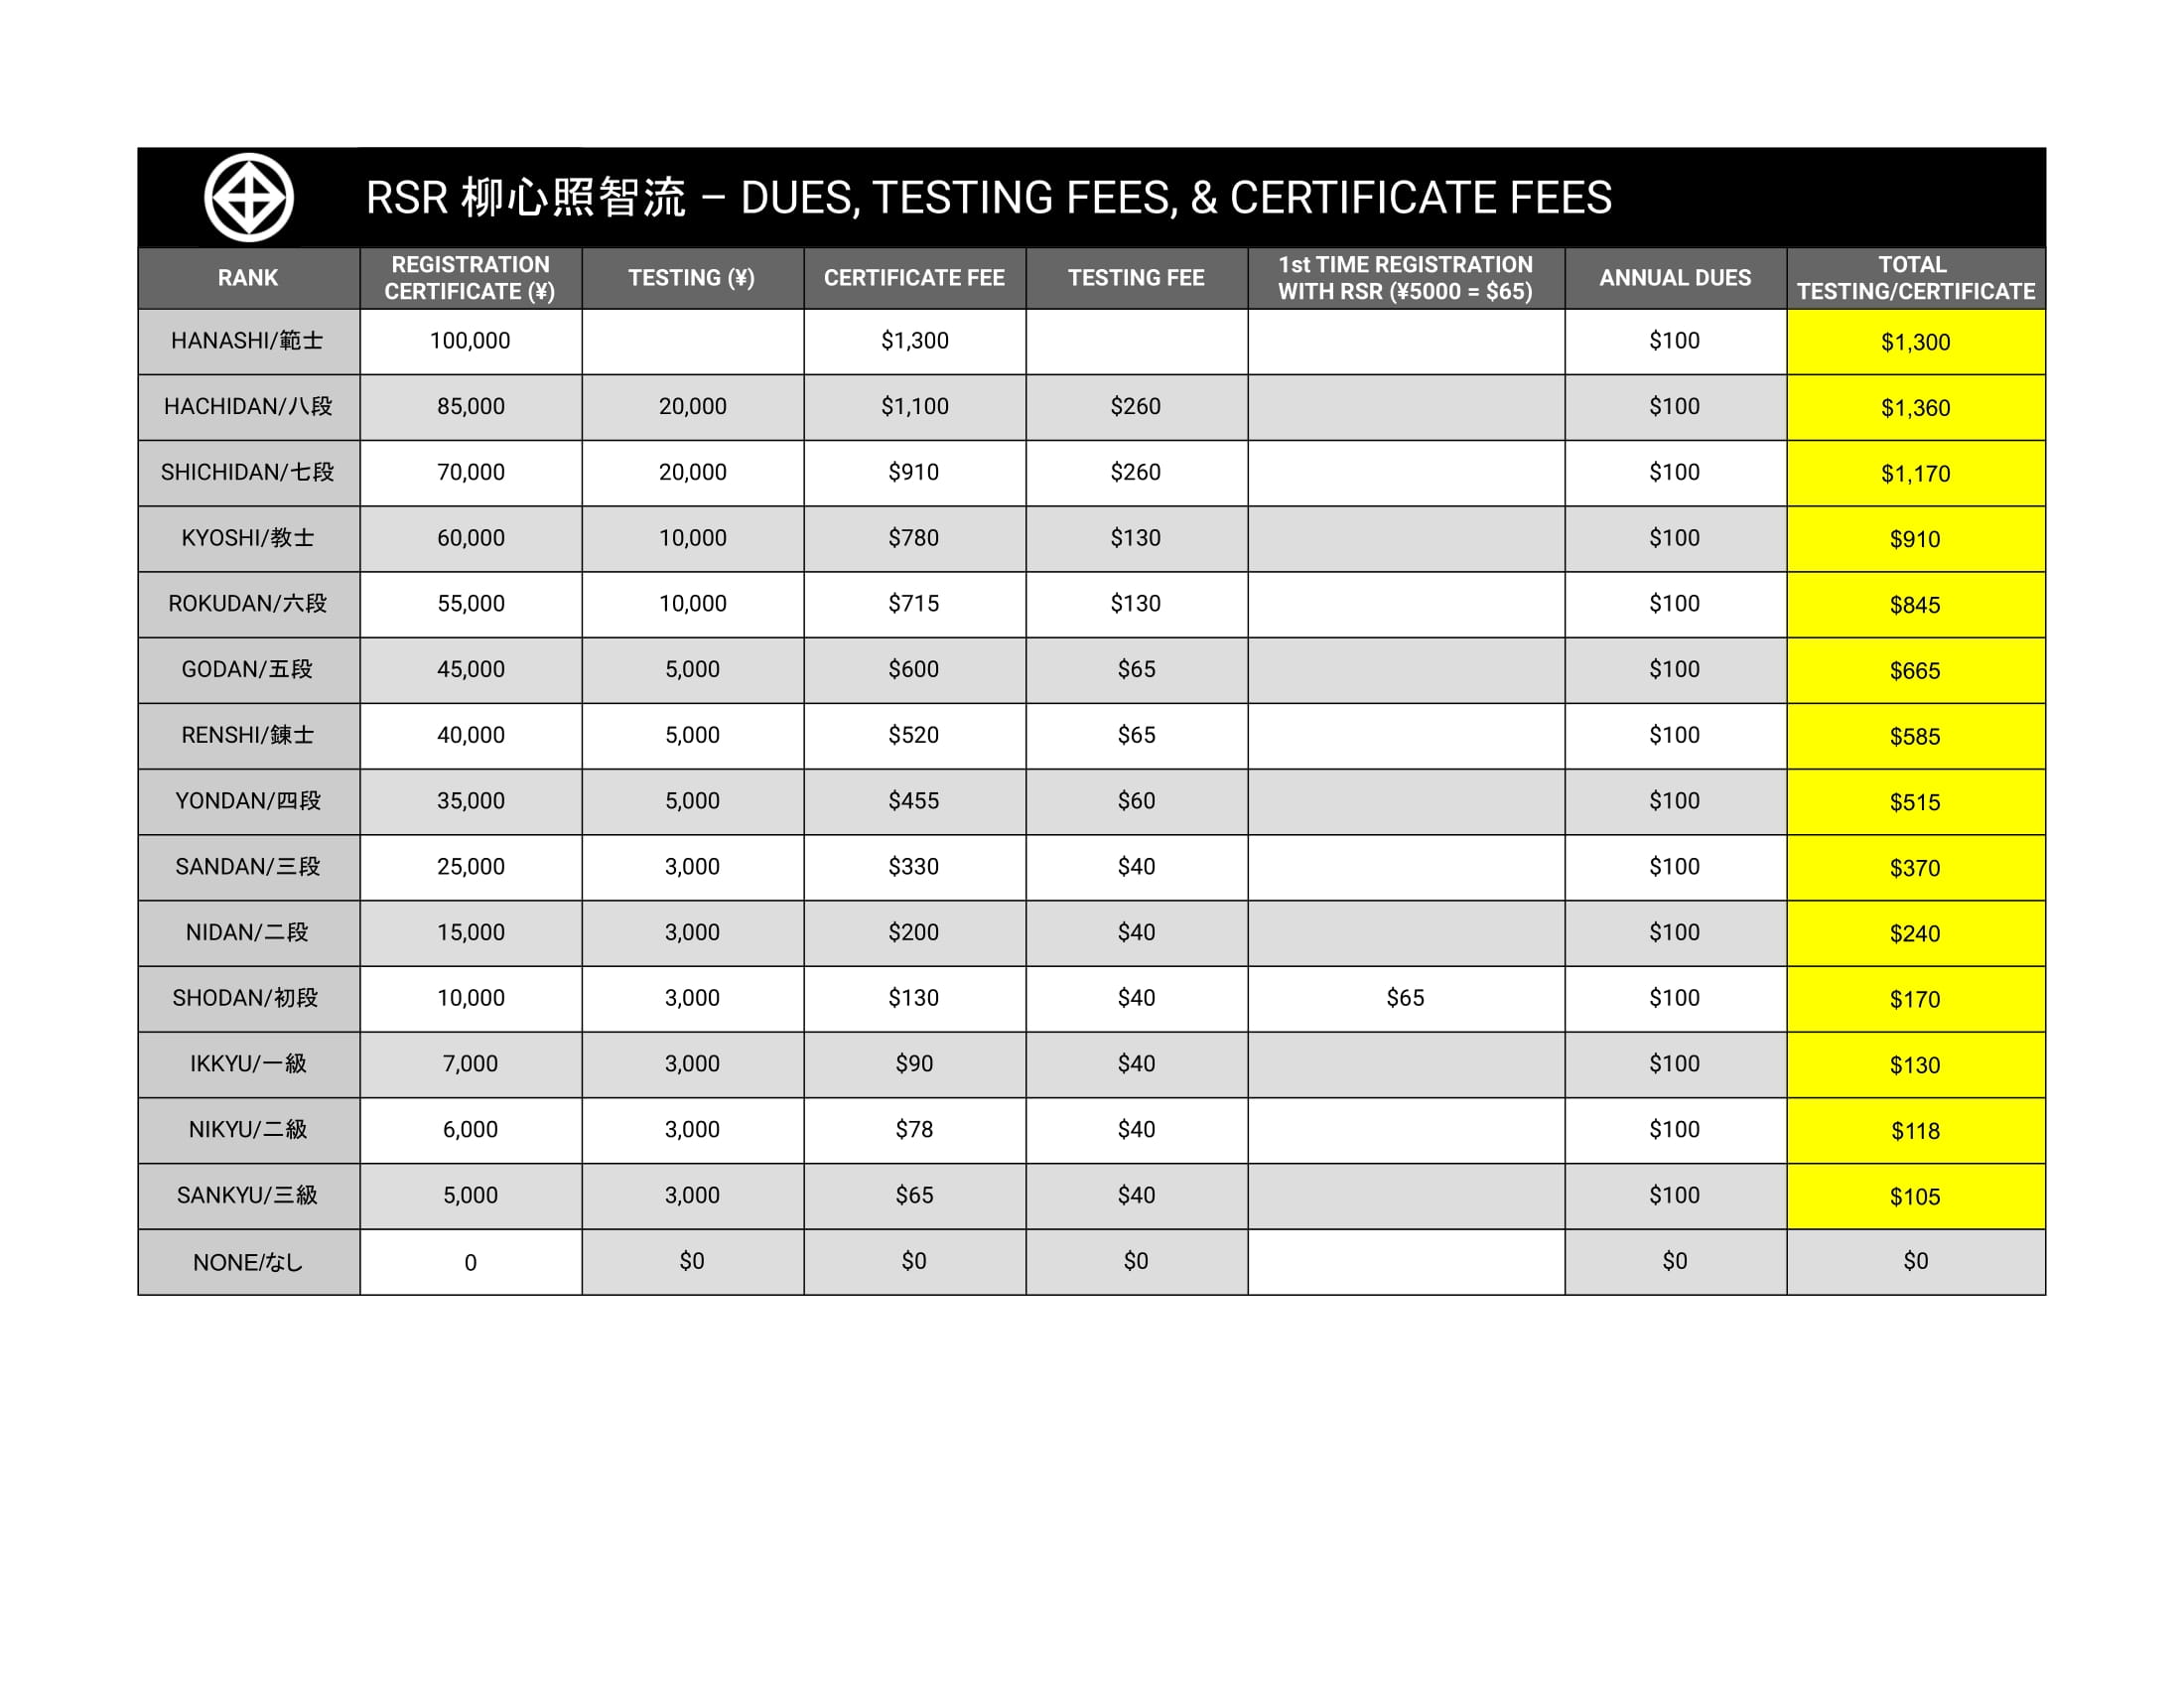 RSR 柳心照智流 – DUES, TESTING FEES, & CERTIFICATE FEES
RANK REGISTRATION CERTIFICATE (¥) TESTING (¥) CERTIFICATE FEE TESTING FEE 1st TIME REGISTRATION WITH RSR (¥5000 = $65) ANNUAL DUES TOTAL TESTING/CERTIFICATE
HANASHI/範士 100,000 $1,300 $100 $1,300
HACHIDAN/八段 85,000 20,000 $1,100 $260 $100 $1,360
SHICHIDAN/七段 70,000 20,000 $910 $260 $100 $1,170
KYOSHI/教士 60,000 10,000 $780 $130 $100 $910
ROKUDAN/六段 55,000 10,000 $715 $130 $100 $845
GODAN/五段 45,000 5,000 $600 $65 $100 $665
RENSHI/錬士 40,000 5,000 $520 $65 $100 $585
YONDAN/四段 35,000 5,000 $455 $60 $100 $515
SANDAN/三段 25,000 3,000 $330 $40 $100 $370
NIDAN/二段 15,000 3,000 $200 $40 $100 $240
SHODAN/初段 10,000 3,000 $130 $40 $65 $100 $170
IKKYU/一級 7,000 3,000 $90 $40 $100 $130
NIKYU/二級 6,000 3,000 $78 $40 $100 $118
SANKYU/三級 5,000 3,000 $65 $40 $100 $105
NONE/なし 0 $0 $0 $0 $0 $0